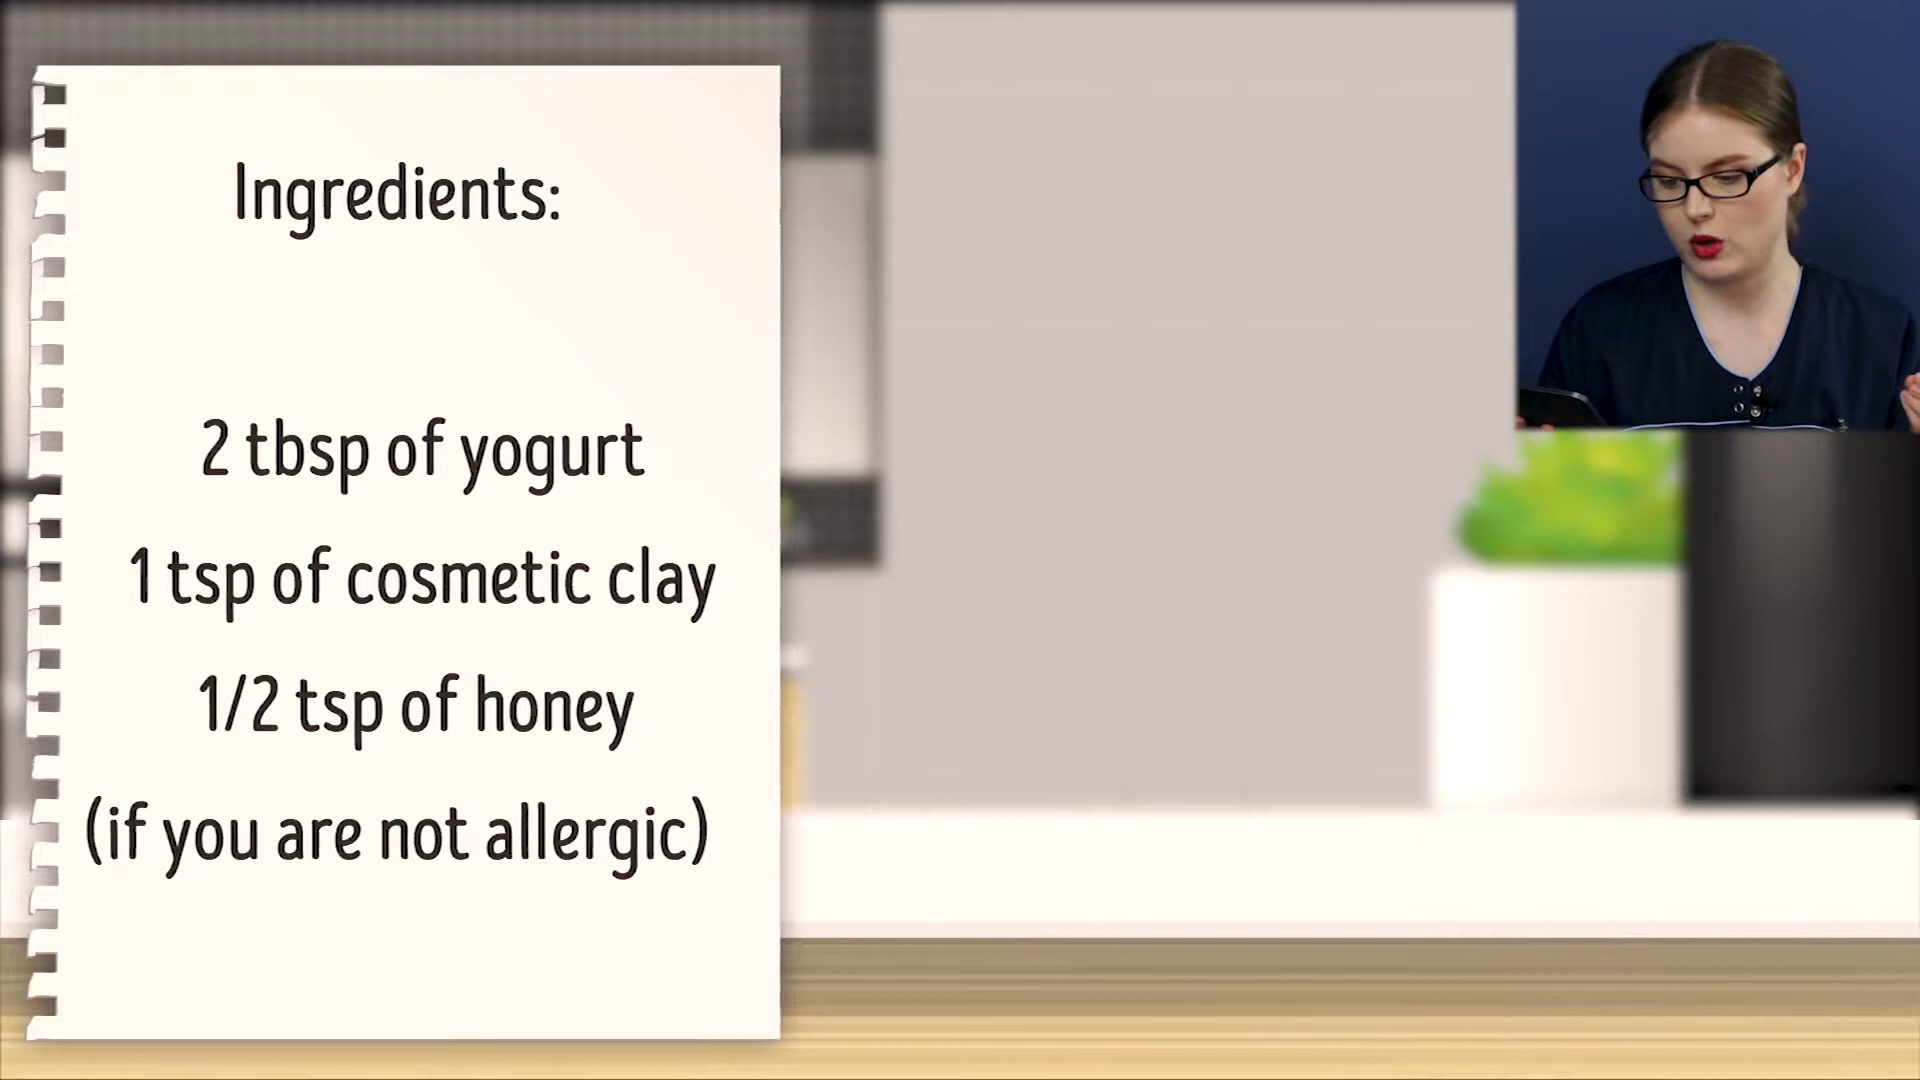 Ingredients:
2 tbsp of yogurt
1 tsp of cosmetic clay
1/2 tsp of honey
(if you are not allergic)